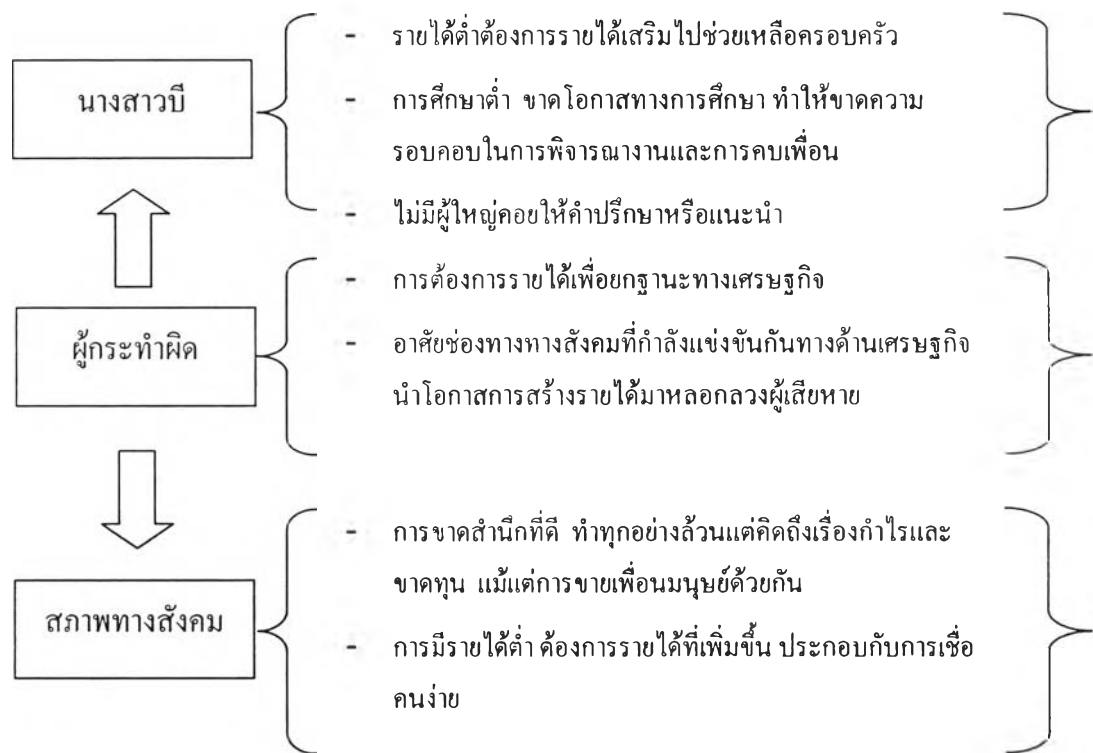 นางสาวบี
- รายได้ต่ำต้องการรายได้เสริมไปช่วยเหลือครอบครัว
- การศึกษาต่ำ ขาดโอกาสทางการศึกษา ทำให้ขาดความ
รอบคอบในการพิจารณางานและการคบเพื่อน
- ไม่มีผู้ใหญ่คอยให้คำปรึกษาหรือแนะนำ
ผู้กระทำผิด
- การต้องการรายได้เพื่อยกฐานะทางเศรษฐกิจ
- อาศัยช่องทางทางสังคมที่กำลังแข่งขันกันทางด้านเศรษฐกิจ
นำโอกาสการสร้างรายได้มาหลอกลวงผู้เสียหาย
สภาพทางสังคม
- การขาดสำนึกที่ดี ทำทุกอย่างล้วนแต่คิดถึงเรื่องกำไรและ
ขาดทุน แม้แต่การขายเพื่อนมนุษย์ด้วยกัน
- การมีรายได้ต่ำ ต้องการรายได้ที่เพิ่มขึ้น ประกอบกับการเชื่อ
คนง่าย